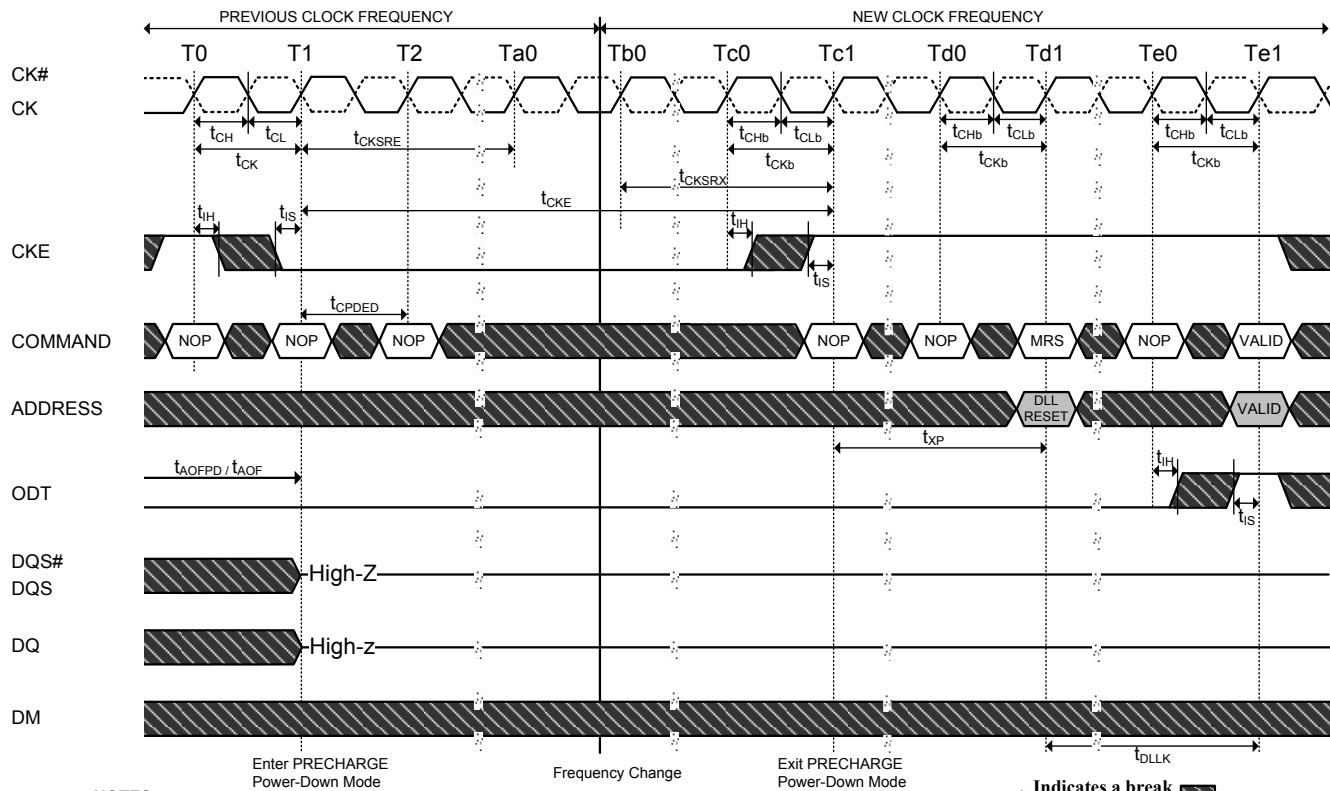 PREVIOUS CLOCK FREQUENCY NEW CLOCK FREQUENCY
T0 T1 T2 Ta0 Tb0 Tc0 Tc1 Td0 Td1 Te0 Te1
CK#
CK
tCH tCL tCHb tCLb tCHb tCLb tCHb tCLb
tCK tCKSRE tCKb tCKb tCKb
tCKSRX
tCKE
tIH tIS tIH
CKE
tIS
tCPDED
COMMAND NOP NOP NOP NOP NOP MRS NOP VALID
ADDRESS DLL RESET VALID
tXP
tAOFPD / tAOF tIH
ODT
tIS
DQS# High-Z
DQS
DQ High-z
DM
tDLLK
Enter PRECHARGE
Power-Down Mode
Frequency Change
Exit PRECHARGE
Power-Down Mode
Indicates a break